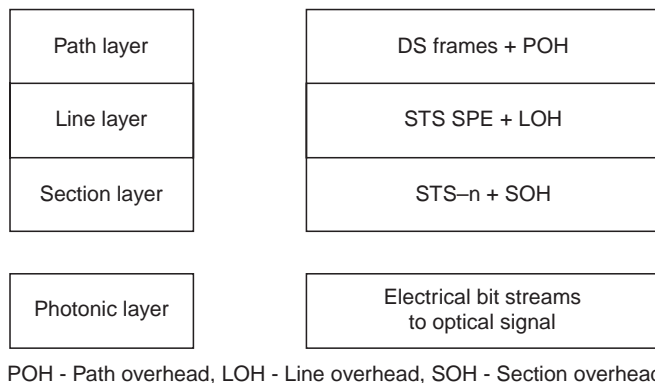 Path layer
DS frames + POH
Line layer
STS SPE + LOH
Section layer
STS–n + SOH
Photonic layer
Electrical bit streams
to optical signal
POH - Path overhead, LOH - Line overhead, SOH - Section overhead